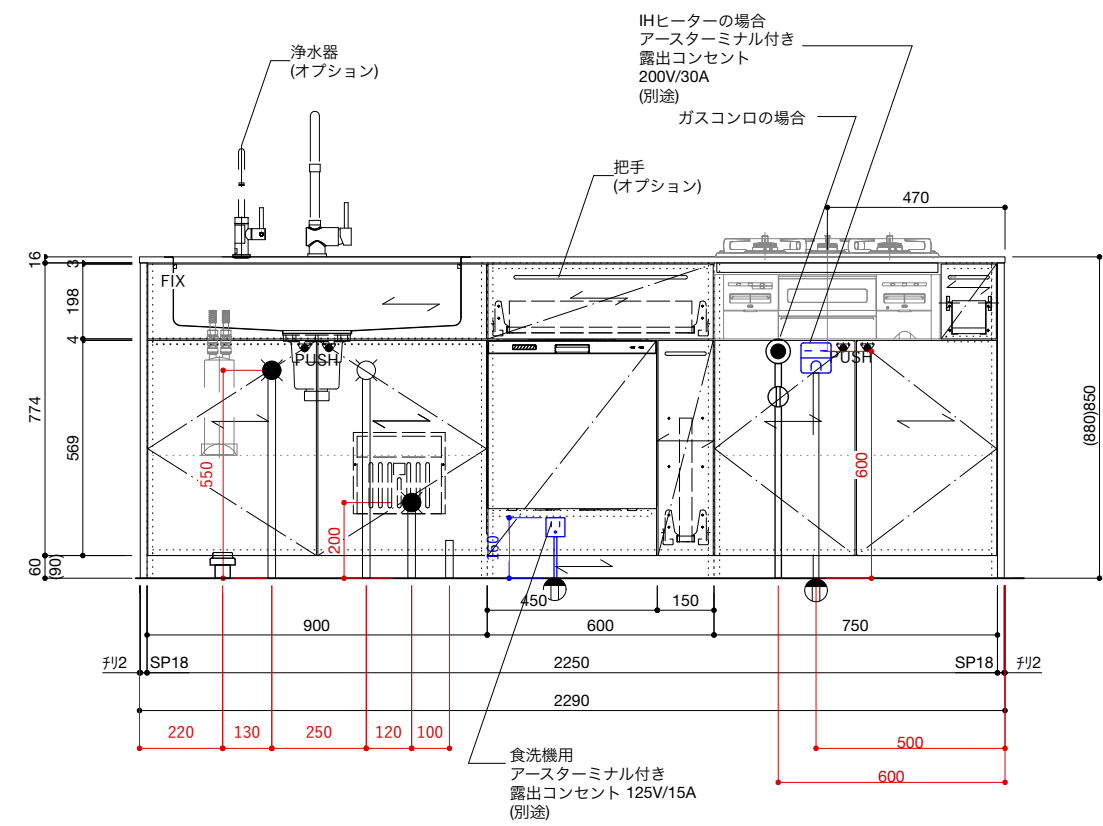 IHヒーターの場合
アースターミナル付き
露出コンセント
200V/30A
(別途)
浄水器
(オプション)
ガスコンロの場合
把手
(オプション)
470
16
3
FIX
198
4
PUSH
PUSH
774
569
550
600
(880)850
200
160
60
(90)
450
150
900
600
750
チリ2
SP18
2250
SP18
チリ2
2290
220
130
250
120
100
500
600
食洗機用
アースターミナル付き
露出コンセント 125V/15A
(別途)